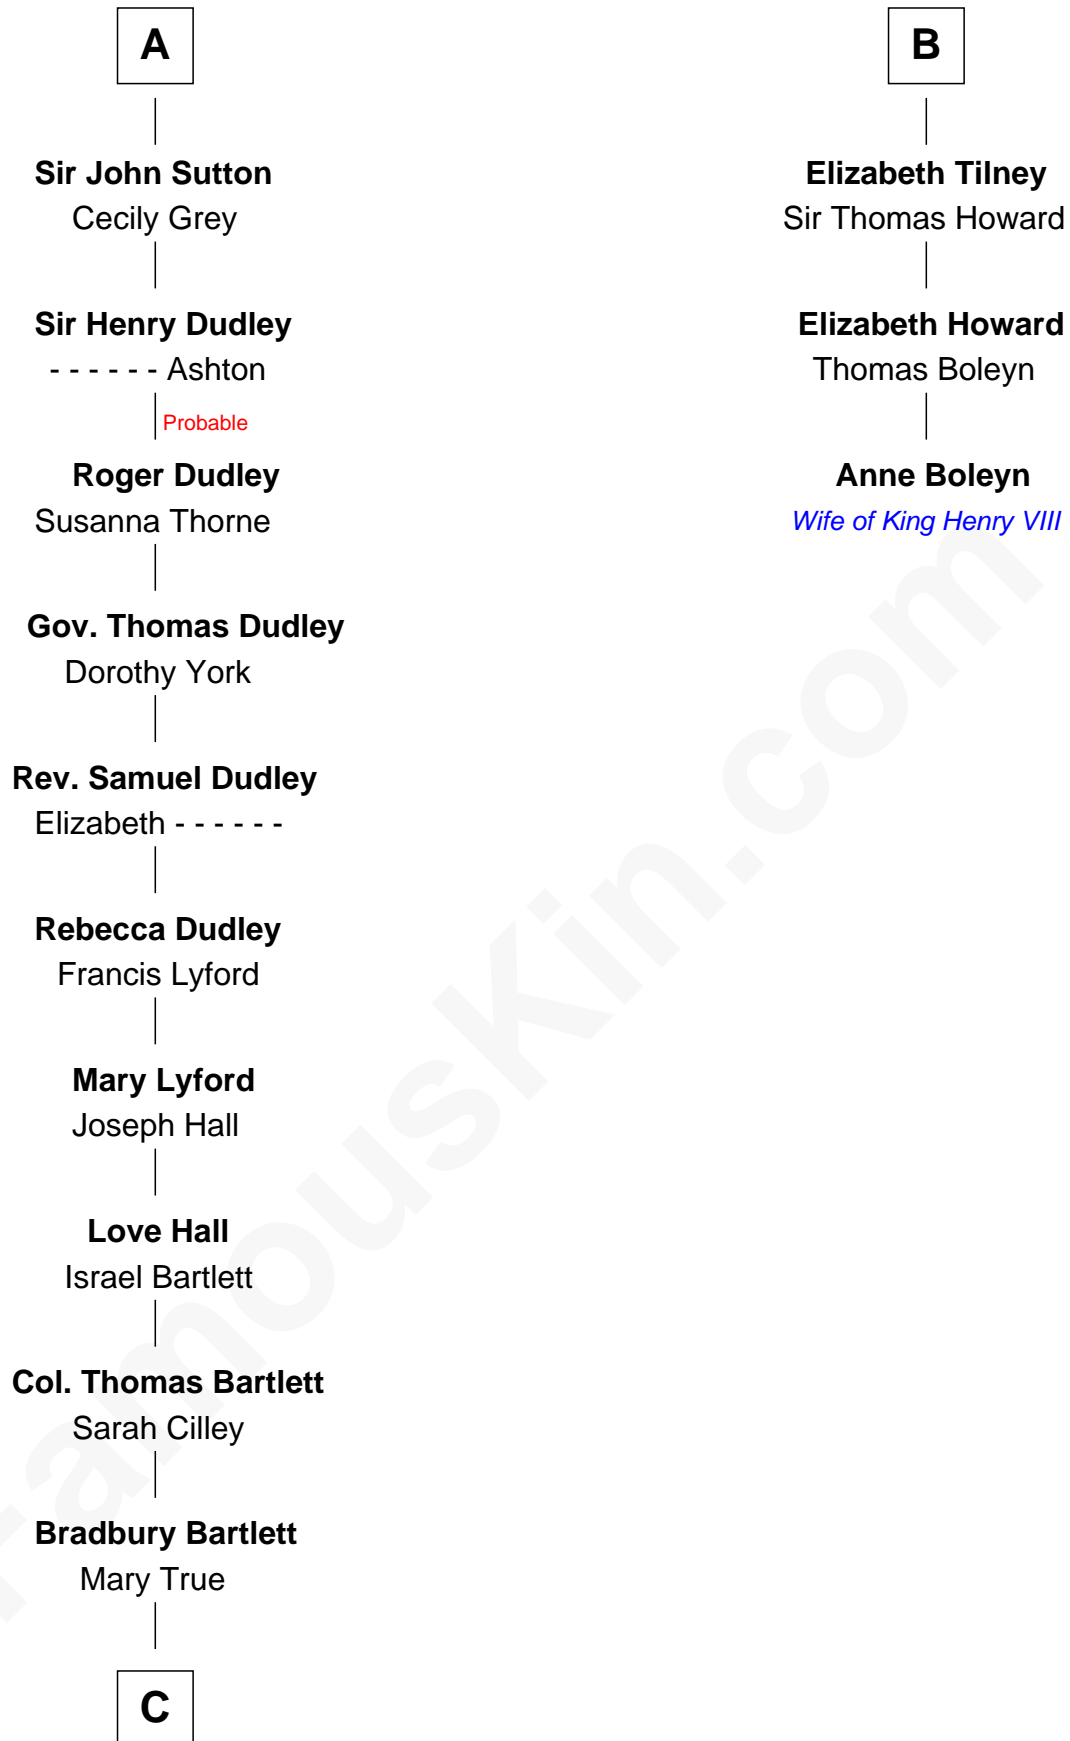 A
Sir John Sutton
Cecily Grey
Sir Henry Dudley
- - - - - - Ashton
Probable
Roger Dudley
Susanna Thorne
Gov. Thomas Dudley
Dorothy York
Rev. Samuel Dudley
Elizabeth - - - - - -
Rebecca Dudley
Francis Lyford
Mary Lyford
Joseph Hall
Love Hall
Israel Bartlett
Col. Thomas Bartlett
Sarah Cilley
Bradbury Bartlett
Mary True
C
B
Elizabeth Tilney
Sir Thomas Howard
Elizabeth Howard
Thomas Boleyn
Anne Boleyn
Wife of King Henry VIII
FamousKin.com